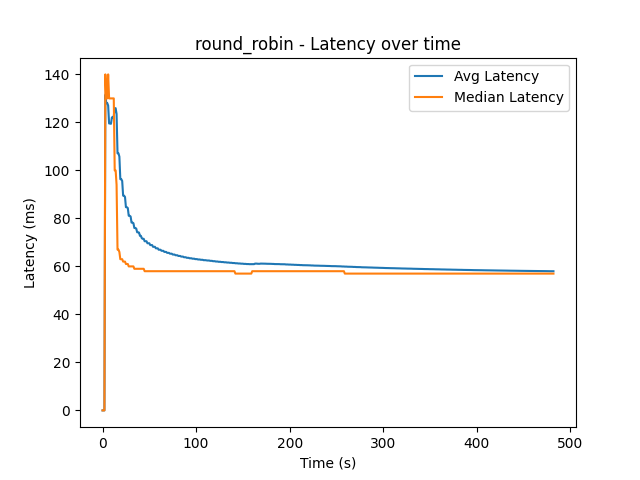 round_robin - Latency over time
Avg Latency
Median Latency
Latency (ms)
140
120
100
80
60
40
20
0
0 100 200 300 400 500
Time (s)